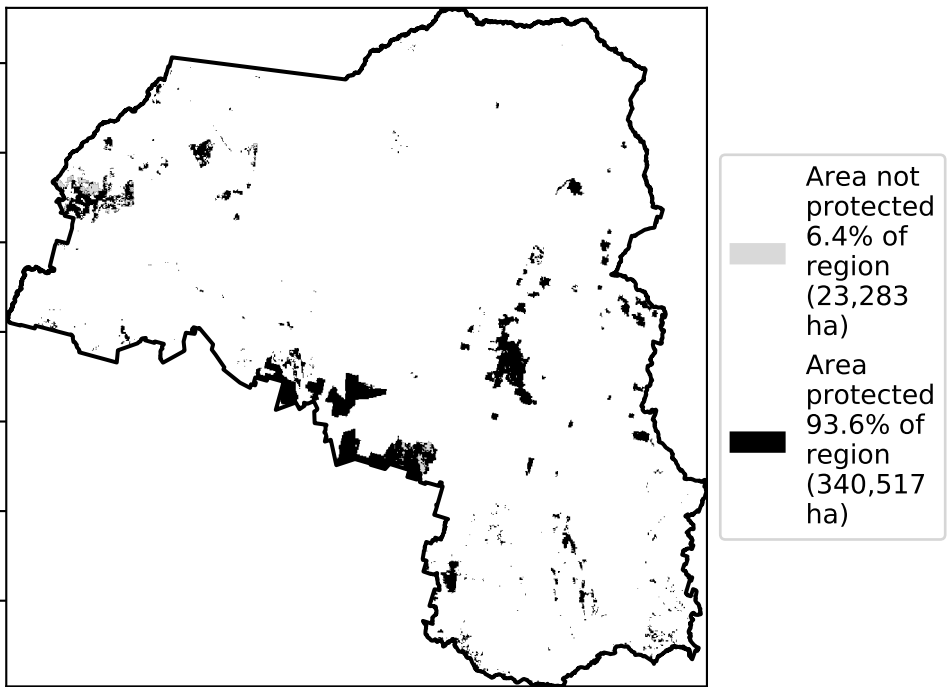 Area not
protected
6.4% of
region
(23,283
ha)
Area
protected
93.6% of
region
(340,517
ha)